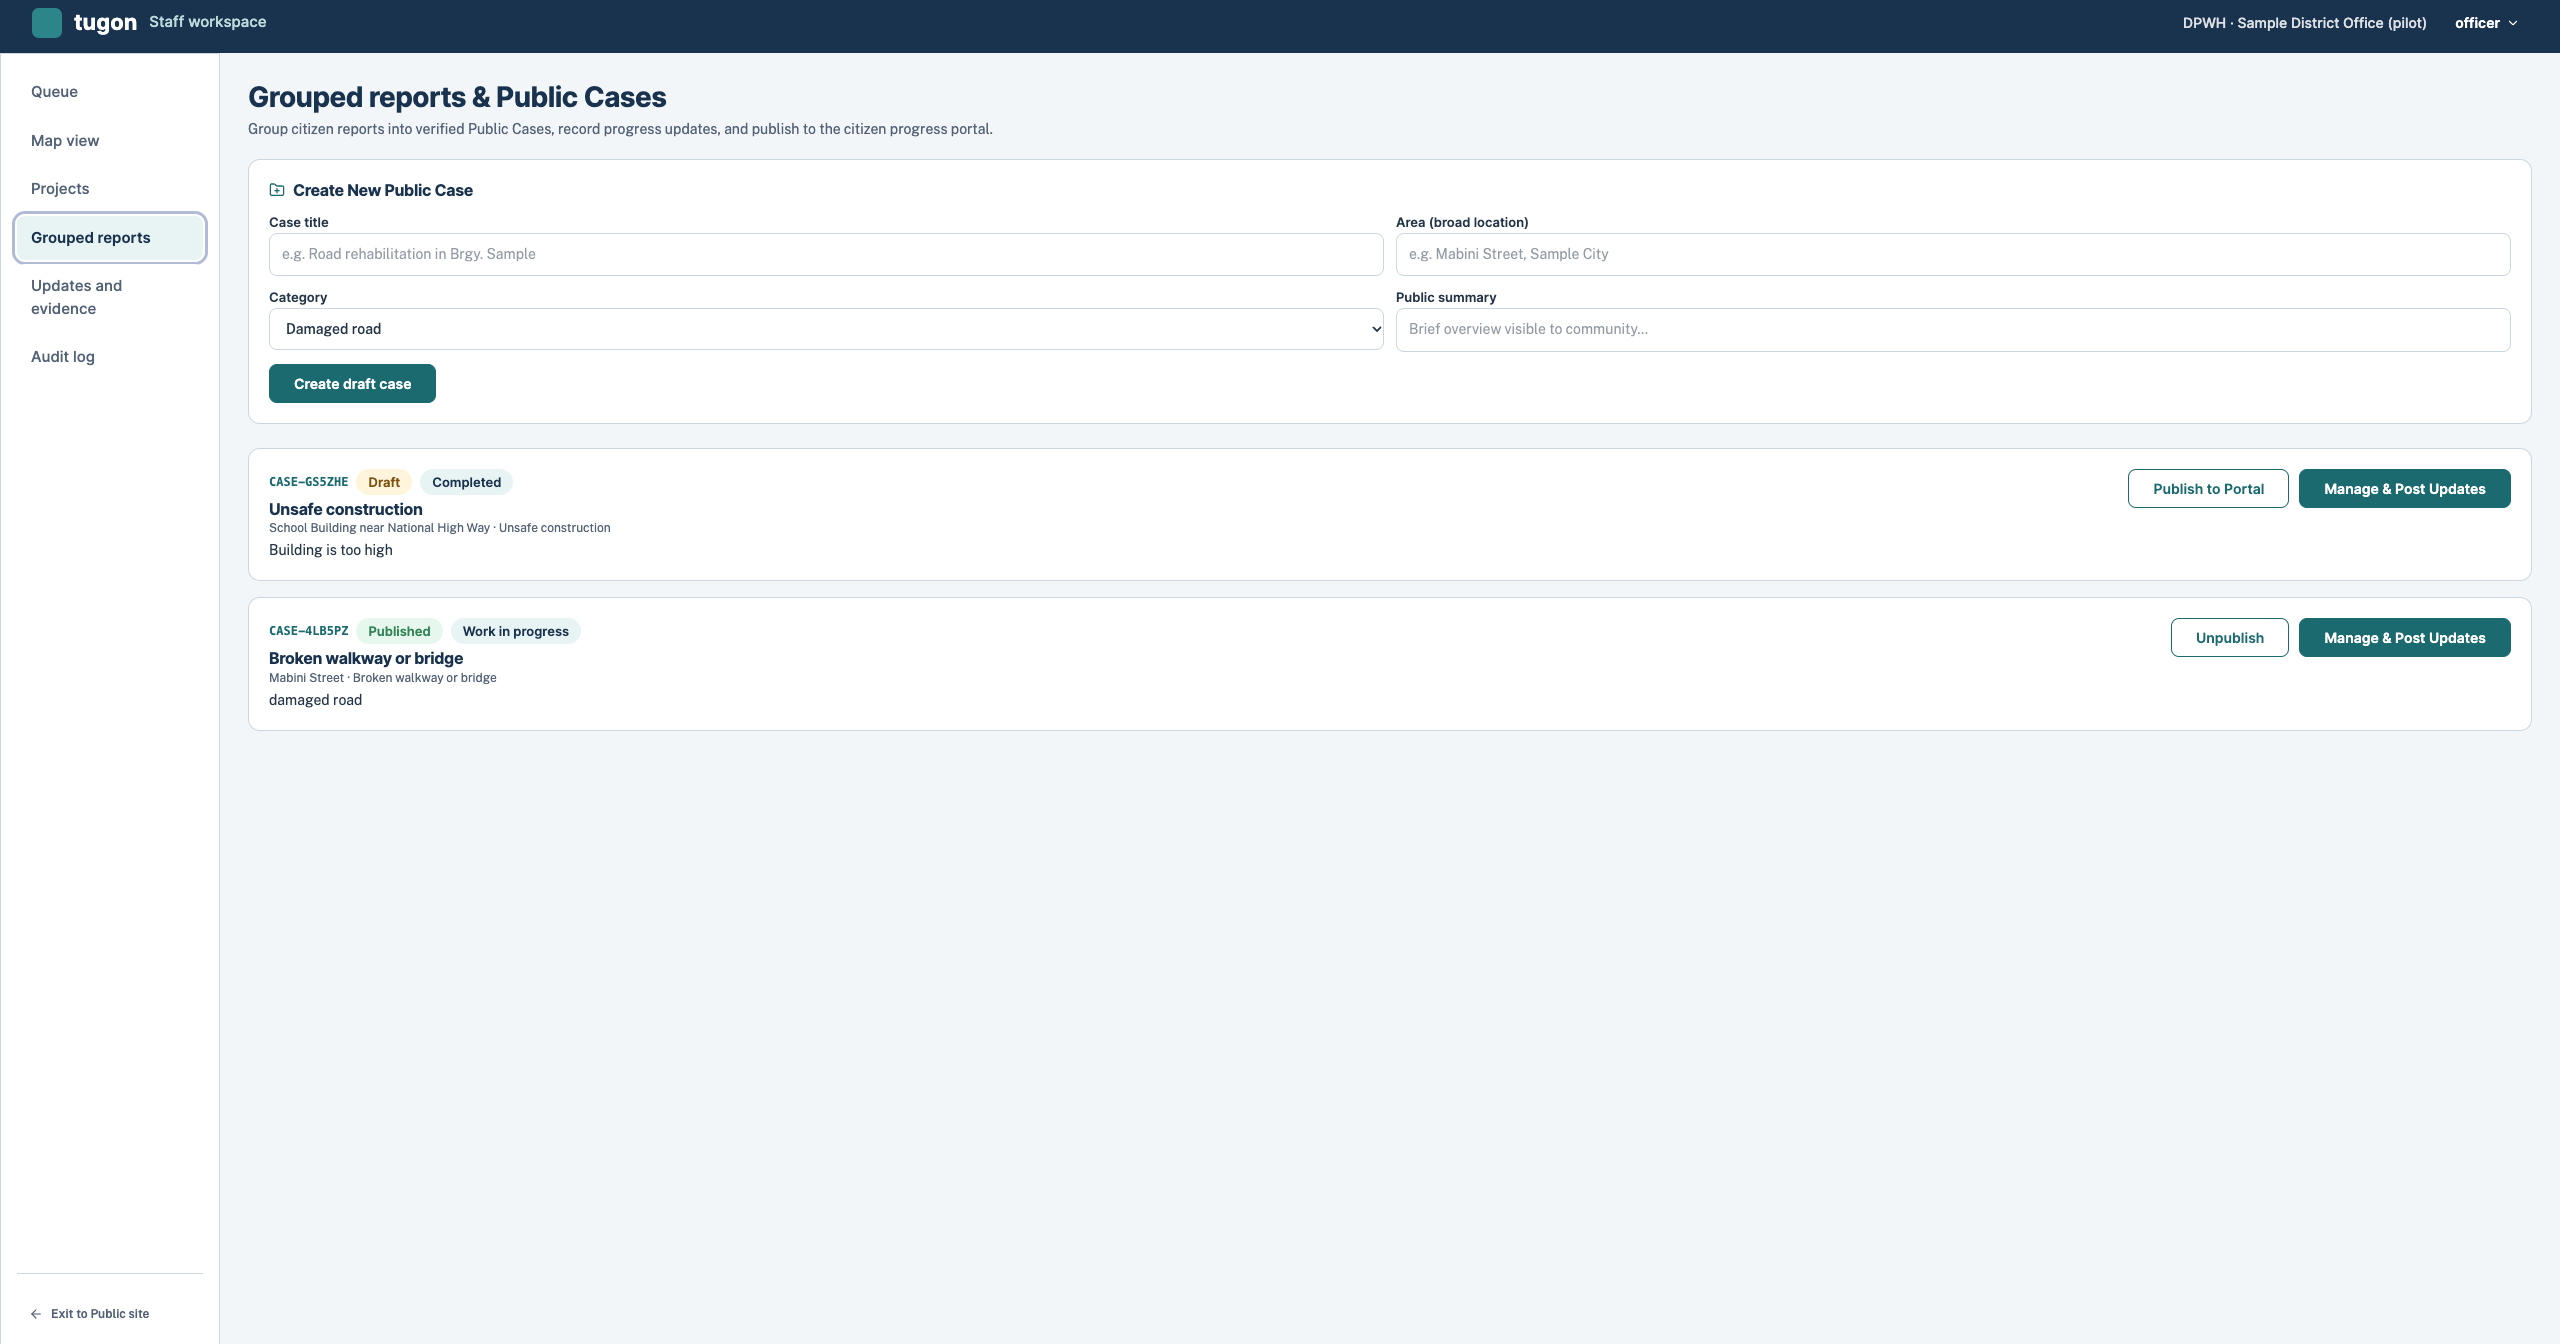 tugon Staff workspace
DPWH · Sample District Office (pilot) officer
Queue
Map view
Projects
Grouped reports
Updates and
evidence
Audit log
Exit to Public site
Grouped reports & Public Cases
Group citizen reports into verified Public Cases, record progress updates, and publish to the citizen progress portal.
Create New Public Case
Case title
e.g. Road rehabilitation in Brgy. Sample
Area (broad location)
e.g. Mabini Street, Sample City
Category
Damaged road
Public summary
Brief overview visible to community...
Create draft case
CASE-GS5ZHE Draft Completed
Unsafe construction
School Building near National High Way · Unsafe construction
Building is too high
Publish to Portal Manage & Post Updates
CASE-4LB5PZ Published Work in progress
Broken walkway or bridge
Mabini Street · Broken walkway or bridge
damaged road
Unpublish Manage & Post Updates